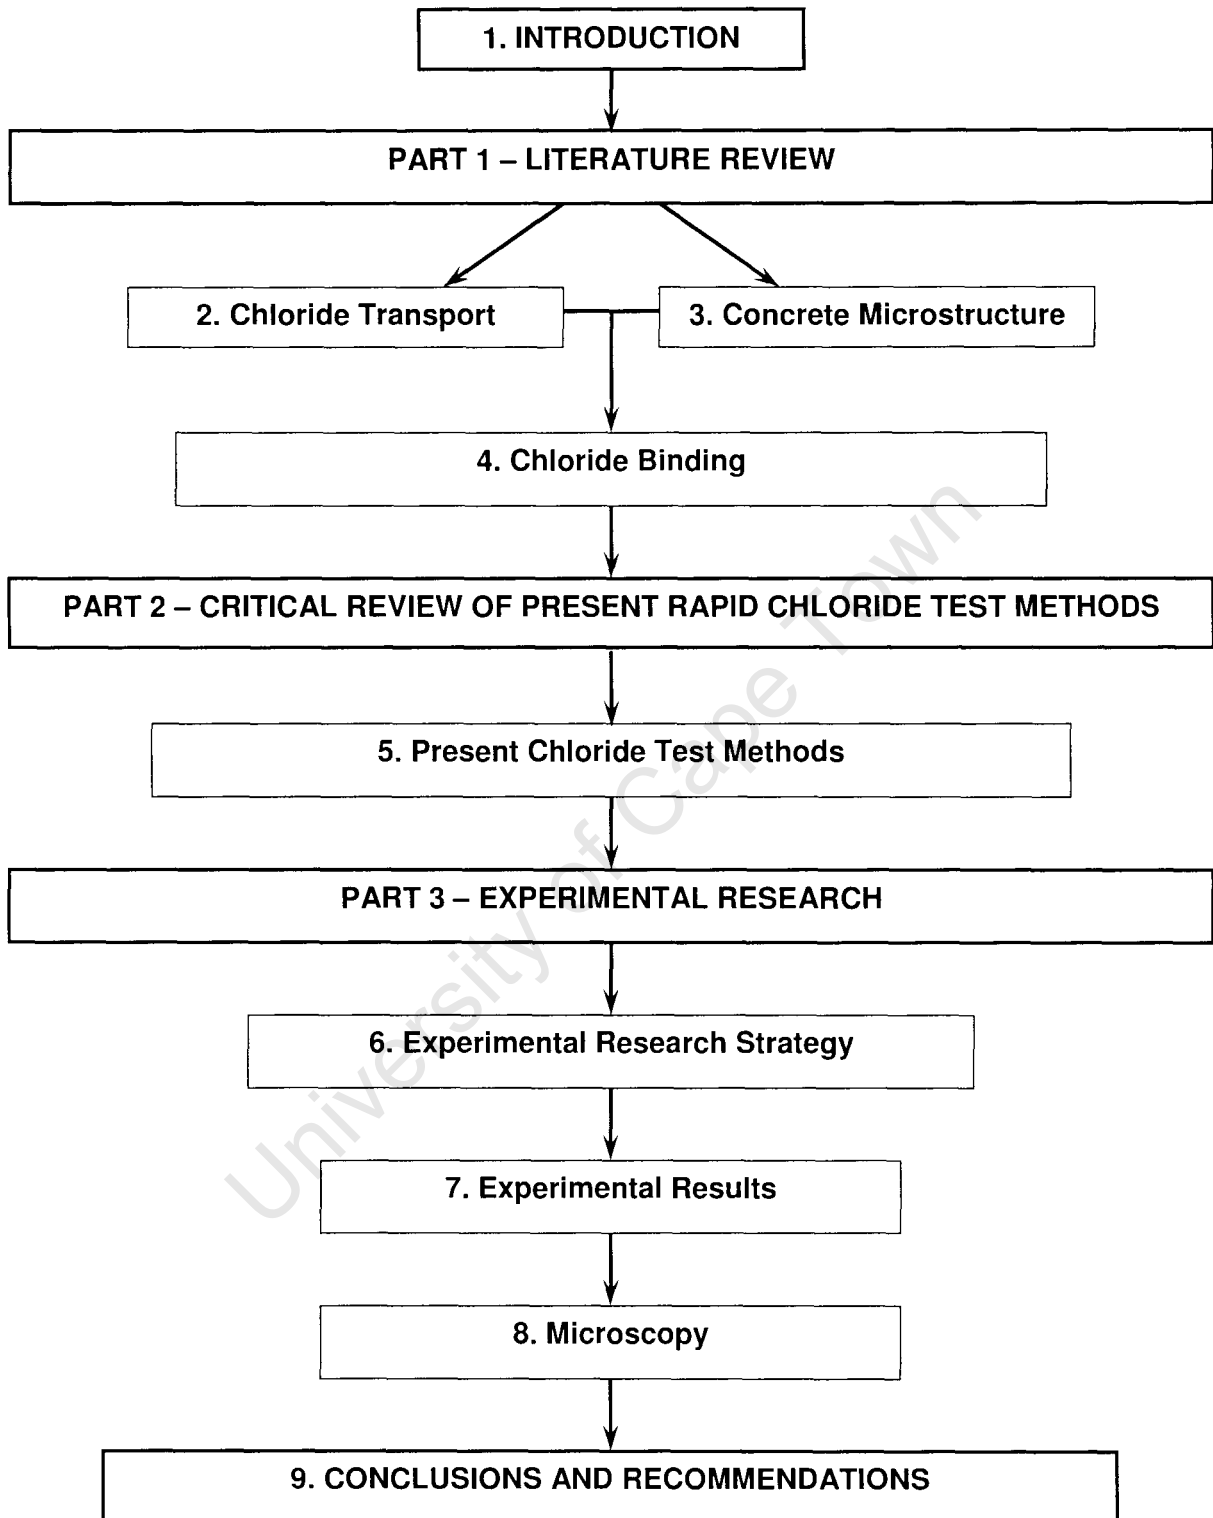 1. INTRODUCTION
PART 1 – LITERATURE REVIEW
2. Chloride Transport
3. Concrete Microstructure
4. Chloride Binding
PART 2 – CRITICAL REVIEW OF PRESENT RAPID CHLORIDE TEST METHODS
5. Present Chloride Test Methods
PART 3 – EXPERIMENTAL RESEARCH
6. Experimental Research Strategy
7. Experimental Results
8. Microscopy
9. CONCLUSIONS AND RECOMMENDATIONS
University of Cape Town